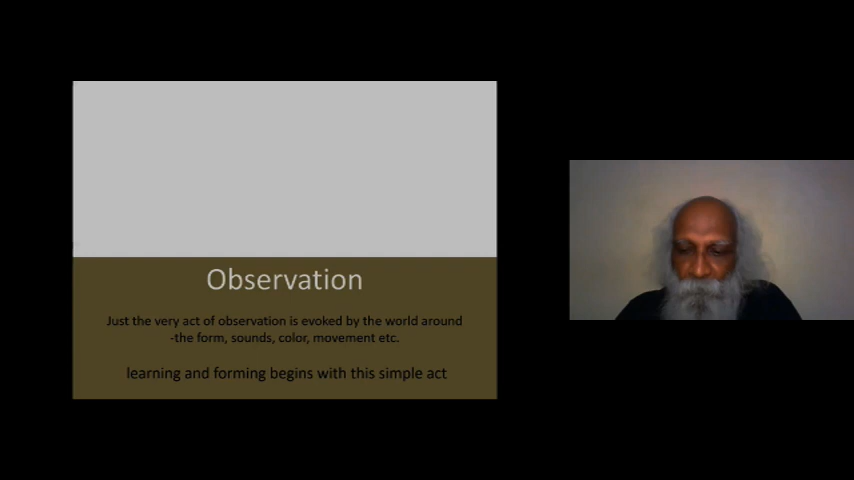 Observation
Just the very act of observation is evoked by the world around
-the form, sounds, color, movement etc.
learning and forming begins with this simple act